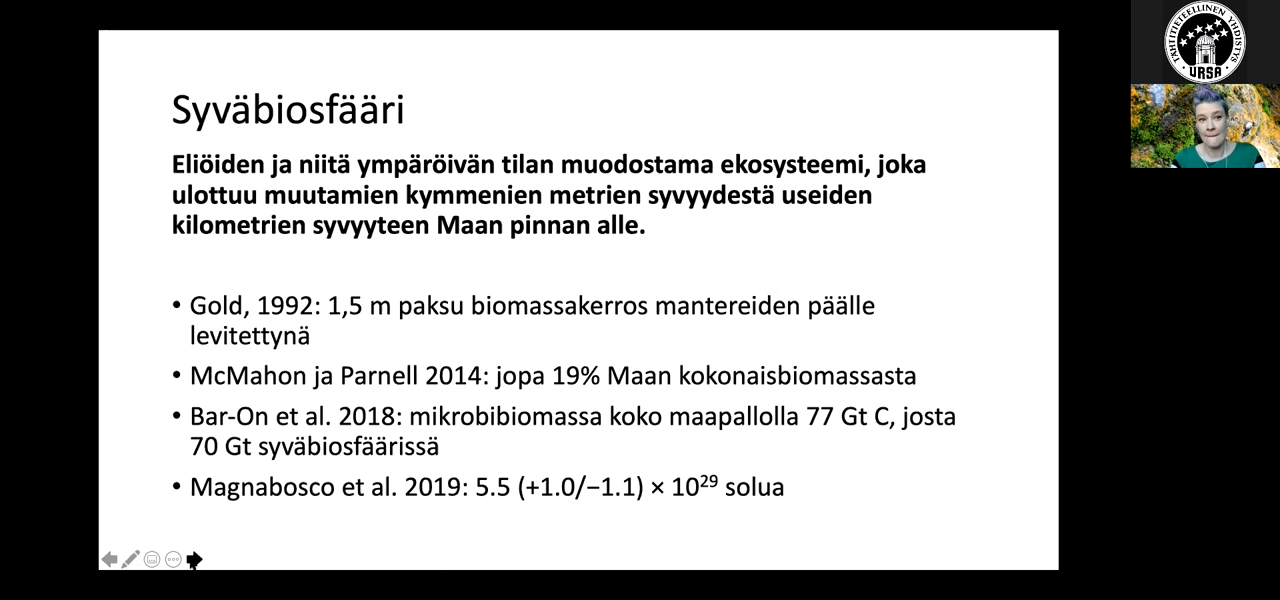 Syväbiosfääri
Eliöiden ja niitä ympäröivän tilan muodostama ekosysteemi, joka
ulottuu muutamien kymmenien metrien syvyydestä useiden
kilometrien syvyyteen Maan pinnan alle.
• Gold, 1992: 1,5 m paksu biomassakerros mantereiden päälle
levitettynä
• McMahon ja Parnell 2014: jopa 19% Maan kokonaisbiomassasta
• Bar-On et al. 2018: mikrobibiomassa koko maapallolla 77 Gt C, josta
70 Gt syväbiosfäärissä
• Magnabosco et al. 2019: 5.5 (+1.0/−1.1) × 10²⁹ solua
TÄHTITIETEELLINEN YHDISTYS
• URSA •